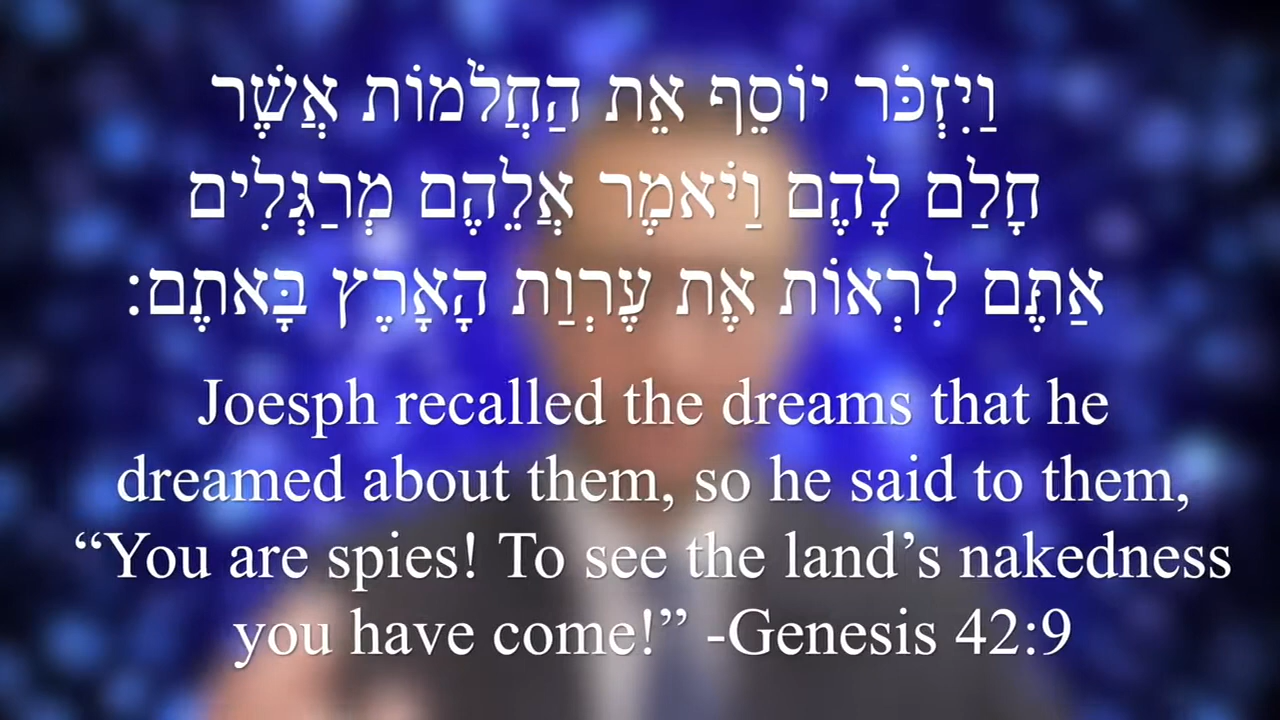 וַיִּזְכֹּר יוֹסֵף אֵת הַחֲלֹמוֹת אֲשֶׁר
חָלַם לָהֶם וַיֹּאמֶר אֲלֵהֶם מְרַגְּלִים
אַתֶּם לִרְאוֹת אֶת עֶרְוַת הָאָרֶץ בָּאתֶם׃
Joesph recalled the dreams that he
dreamed about them, so he said to them,
“You are spies! To see the land’s nakedness
you have come!” -Genesis 42:9